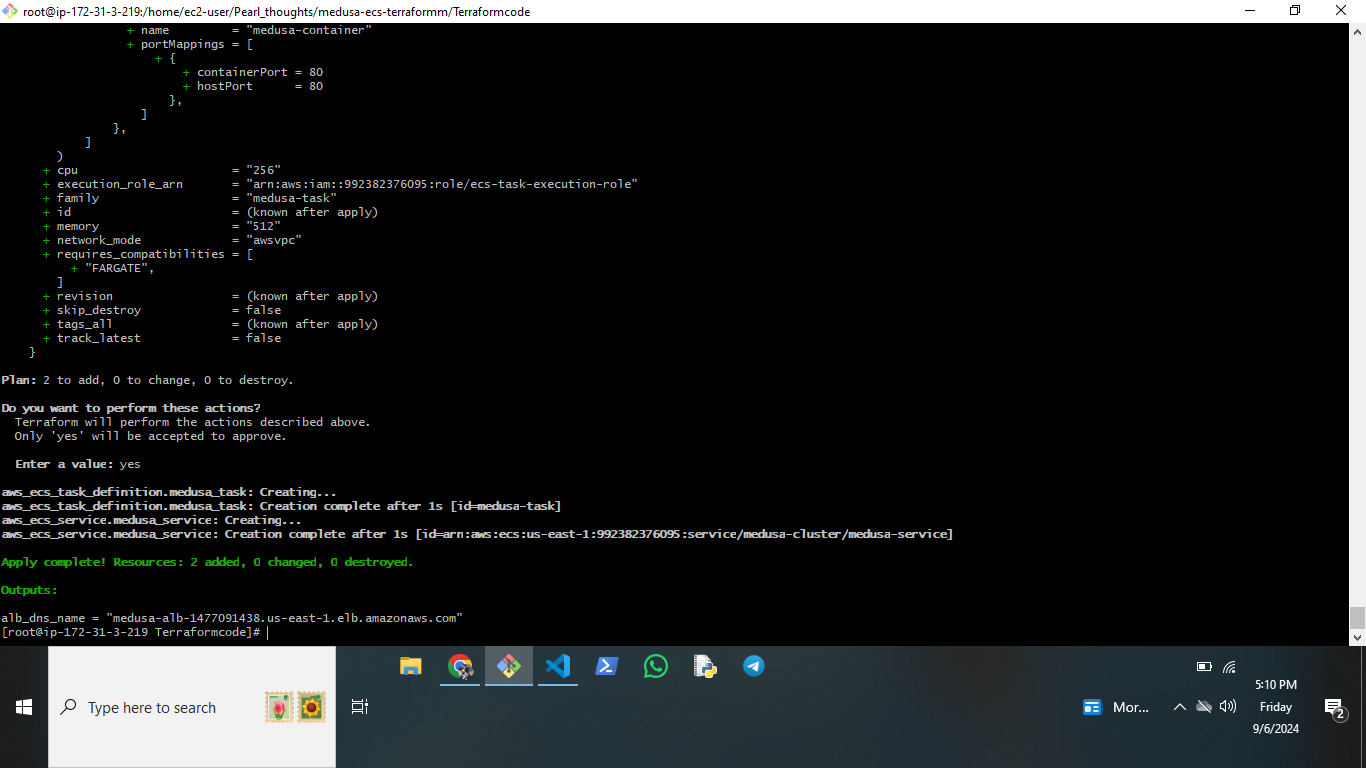 root@ip-172-31-3-219:/home/ec2-user/Pearl_thoughts/medusa-ecs-terraformm/Terraformcode
+ name = "medusa-container"
+ portMappings = [
+ {
+ containerPort = 80
+ hostPort = 80
},
]
},
]
)
+ cpu = "256"
+ execution_role_arn = "arn:aws:iam::992382376095:role/ecs-task-execution-role"
+ family = "medusa-task"
+ id = (known after apply)
+ memory = "512"
+ network_mode = "awsvpc"
+ requires_compatibilities = [
+ "FARGATE",
]
+ revision = (known after apply)
+ skip_destroy = false
+ tags_all = (known after apply)
+ track_latest = false
}
Plan: 2 to add, 0 to change, 0 to destroy.
Do you want to perform these actions?
Terraform will perform the actions described above.
Only 'yes' will be accepted to approve.
Enter a value: yes
aws_ecs_task_definition.medusa_task: Creating...
aws_ecs_task_definition.medusa_task: Creation complete after 1s [id=medusa-task]
aws_ecs_service.medusa_service: Creating...
aws_ecs_service.medusa_service: Creation complete after 1s [id=arn:aws:ecs:us-east-1:992382376095:service/medusa-cluster/medusa-service]
Apply complete! Resources: 2 added, 0 changed, 0 destroyed.
Outputs:
alb_dns_name = "medusa-alb-1477091438.us-east-1.elb.amazonaws.com"
[root@ip-172-31-3-219 Terraformcode]#
Type here to search
Mor...
5:10 PM
Friday
9/6/2024
2